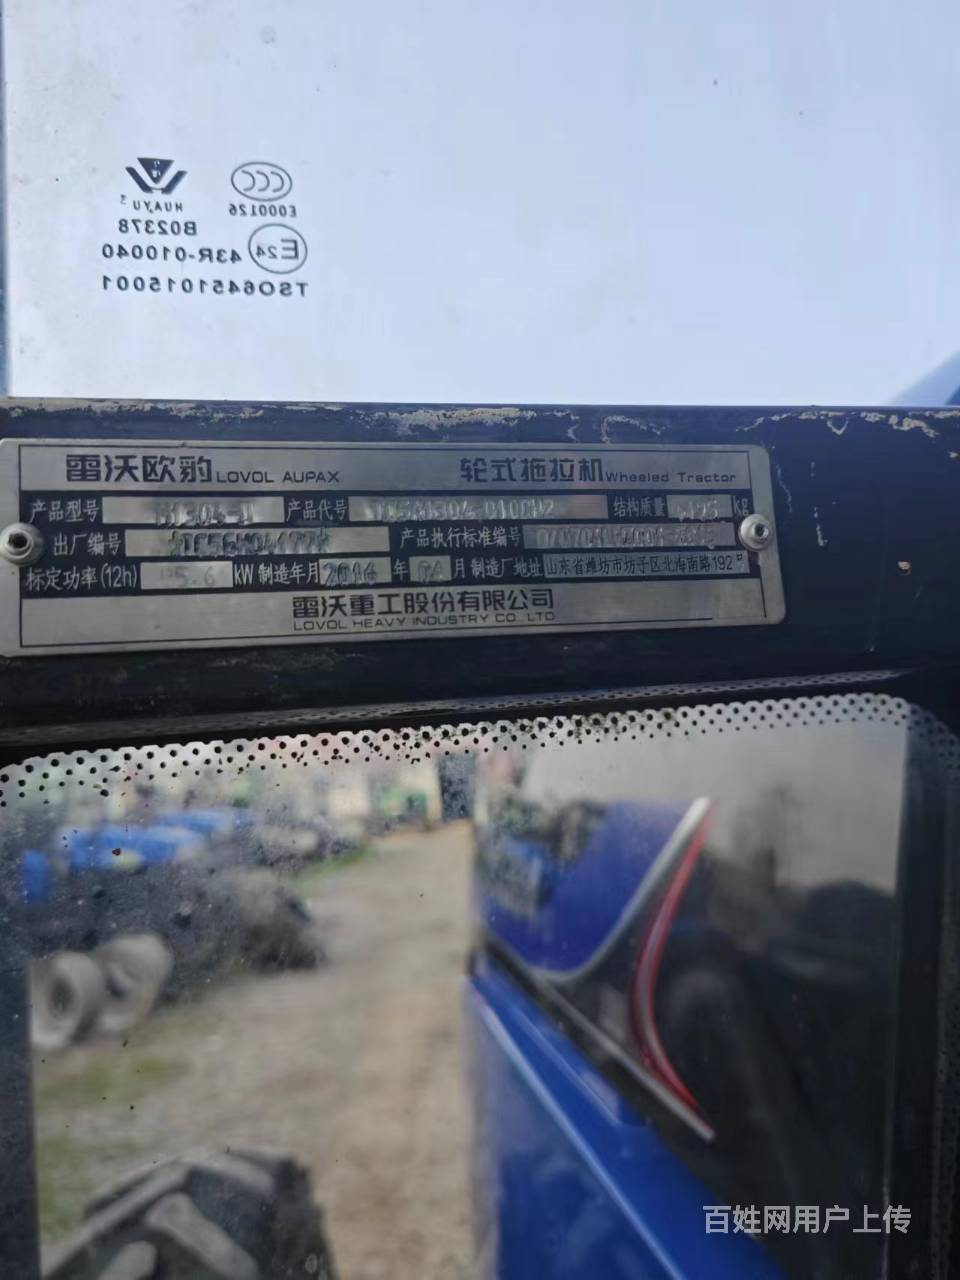 HUAYU
E000126
B02378
E24 43R-010040
TSO6451015001
雷沃欧豹 LOVOL AUPAX 轮式拖拉机 Wheeled Tractor
产品型号 M1304-D 产品代号 结构质量 kg
出厂编号 产品执行标准编号
标定功率(12h) kW 制造年月 2016 年 04 月 制造厂地址 山东省潍坊市坊子区北海南路192号
雷沃重工股份有限公司
LOVOL HEAVY INDUSTRY CO. LTD
百姓网用户上传